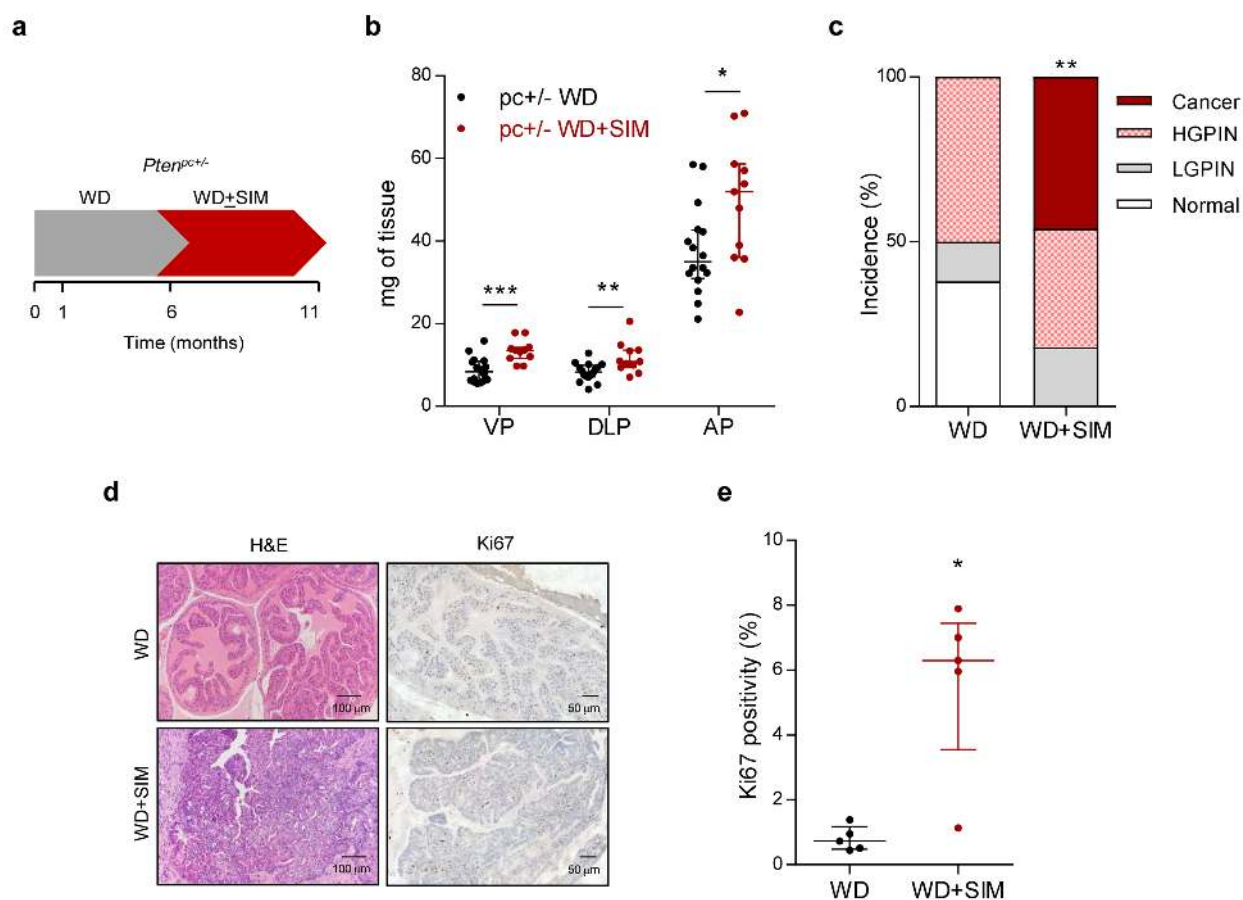 a
Pten^pc+/-
WD
WD±SIM
0 1 6 11
Time (months)
b
mg of tissue
80
60
40
20
0
pc+/- WD
pc+/- WD+SIM
***
**
*
VP DLP AP
c
Incidence (%)
100
50
0
**
WD WD+SIM
Cancer
HGPIN
LGPIN
Normal
d
H&E Ki67
WD
100 µm
50 µm
WD+SIM
100 µm
50 µm
e
Ki67 positivity (%)
10
8
6
4
2
0
*
WD WD+SIM